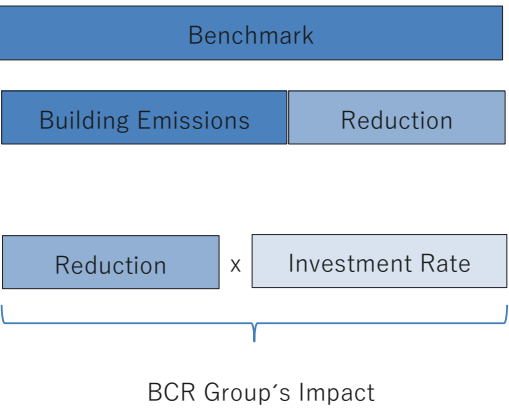 Benchmark
Building Emissions Reduction
Reduction x Investment Rate
BCR Group´s Impact